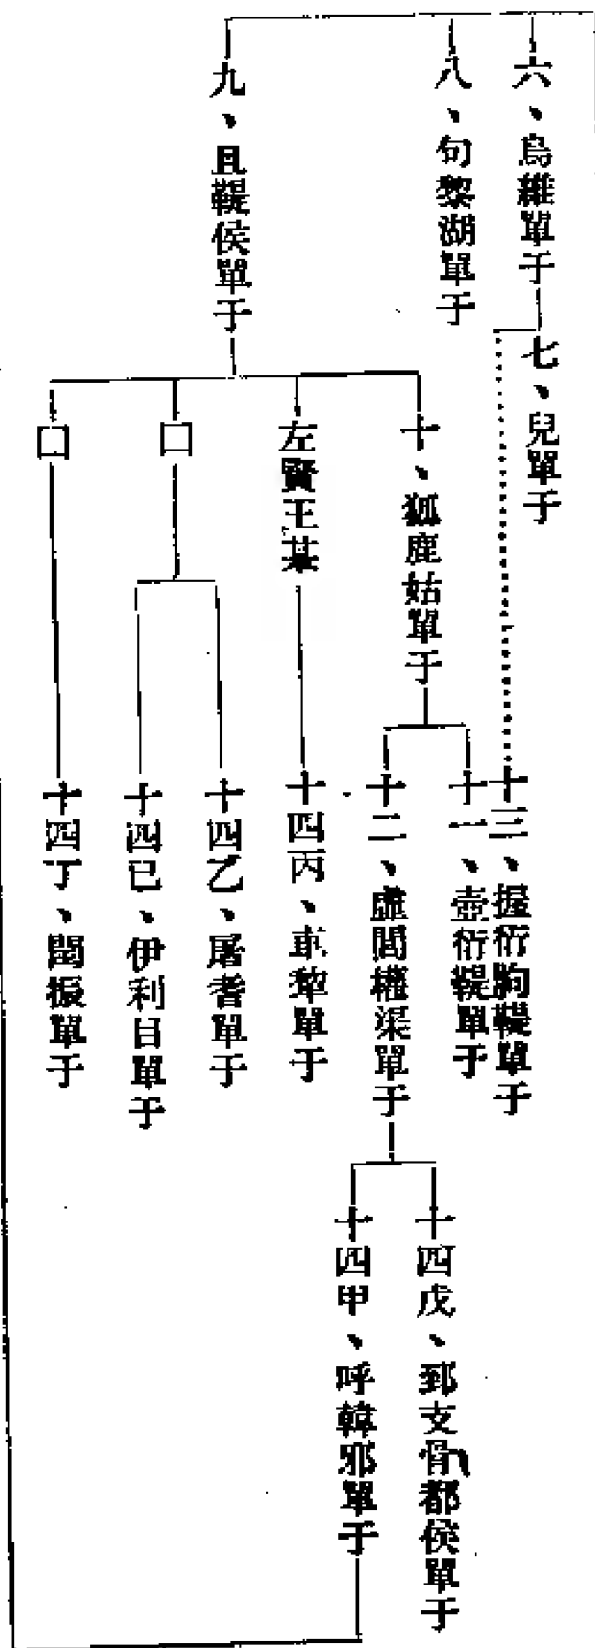 六、烏維單于
七、兒單于
八、句黎湖單于
九、且鞮侯單于
十、狐鹿姑單于
左賢王某
口
口
十三、握衍朐鞮單于
十一、壺衍鞮單于
十二、虛閭權渠單于
十四丙、車犂單于
十四乙、屠耆單于
十四已、伊利目單于
十四丁、閏振單于
十四戊、郅支骨都侯單于
十四甲、呼韓邪單于